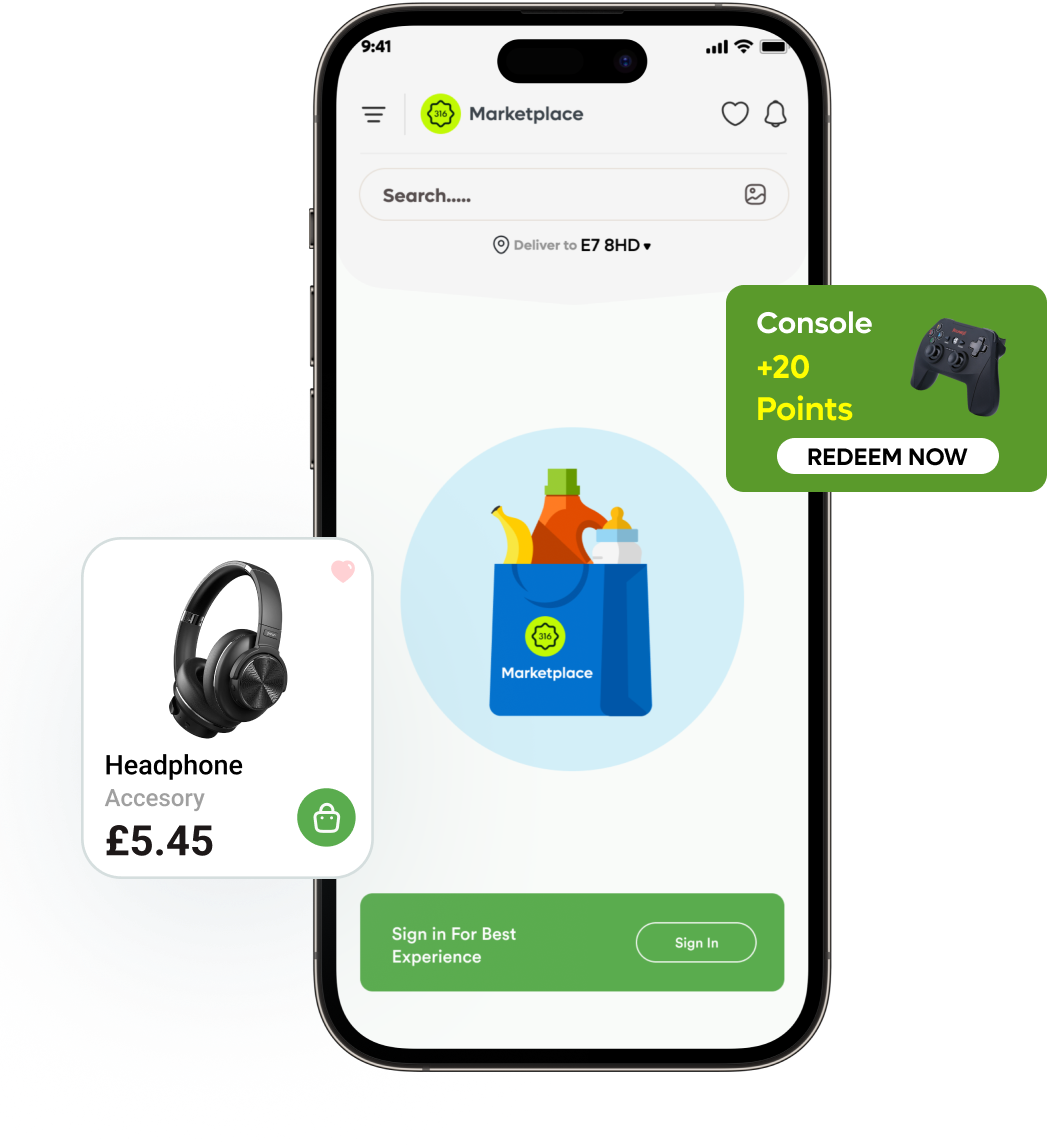 9:41
316
Marketplace
Search.....
Deliver to E7 8HD
Console
+20
Points
REDEEM NOW
316
Marketplace
Headphone
Accesory
£5.45
Sign in For Best
Experience
Sign In